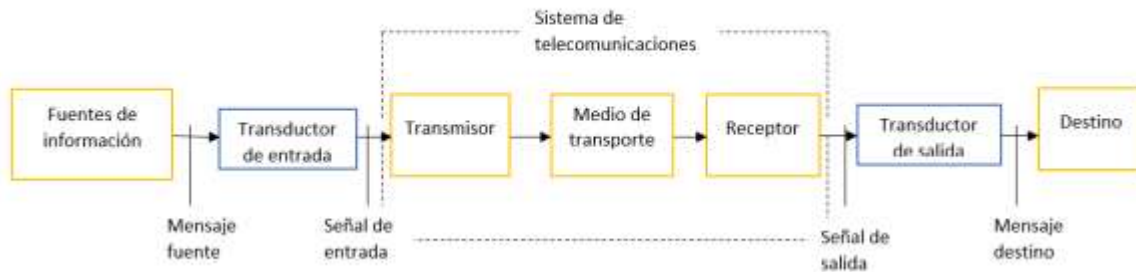 Sistema de
telecomunicaciones
Fuentes de
información
Transductor
de entrada
Transmisor
Medio de
transporte
Receptor
Transductor
de salida
Destino
Mensaje
fuente
Señal de
entrada
Señal de
salida
Mensaje
destino